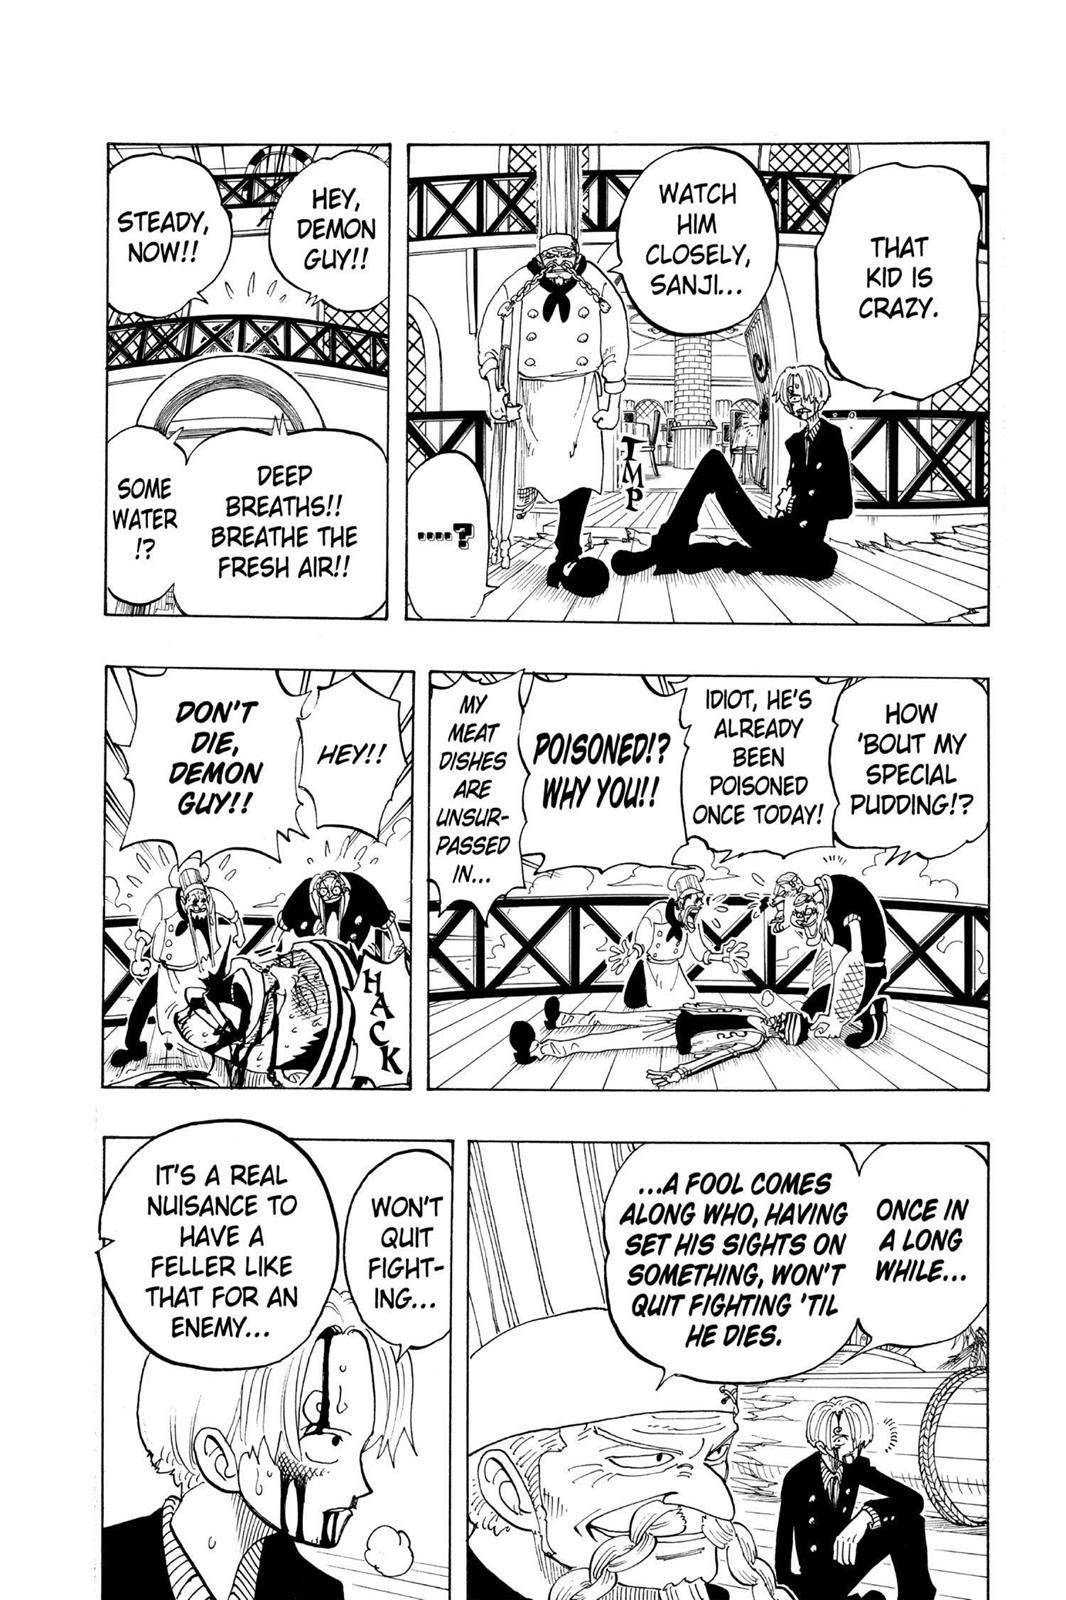 THAT
KID IS
CRAZY.
WATCH
HIM
CLOSELY,
SANJI...
TMP
....?
HEY,
DEMON
GUY!!
STEADY,
NOW!!
DEEP
BREATHS!!
BREATHE THE
FRESH AIR!!
SOME
WATER
!?
HOW
'BOUT MY
SPECIAL
PUDDING!?
IDIOT, HE'S
ALREADY
BEEN
POISONED
ONCE TODAY!
POISONED!?
WHY YOU!!
MY
MEAT
DISHES
ARE
UNSUR-
PASSED
IN...
HEY!!
DON'T
DIE,
DEMON
GUY!!
HACK
ONCE IN
A LONG
WHILE...
...A FOOL COMES
ALONG WHO, HAVING
SET HIS SIGHTS ON
SOMETHING, WON'T
QUIT FIGHTING 'TIL
HE DIES.
WON'T
QUIT
FIGHT-
ING...
IT'S A REAL
NUISANCE TO
HAVE A
FELLER LIKE
THAT FOR AN
ENEMY...